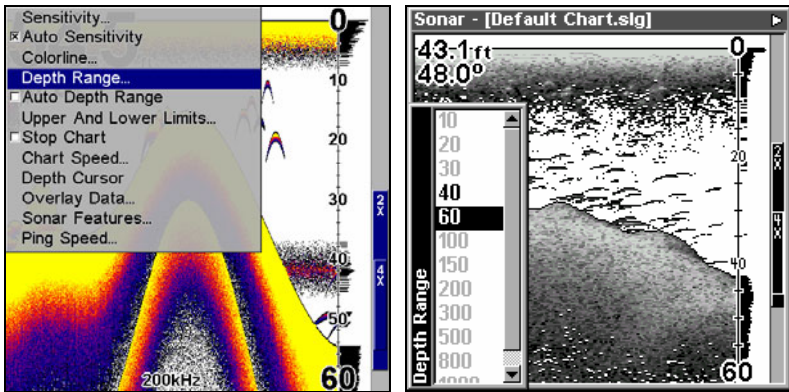 Sensitivity...
Auto Sensitivity
Colorline...
Depth Range...
Auto Depth Range
Upper And Lower Limits...
Stop Chart
Chart Speed...
Depth Cursor
Overlay Data...
Sonar Features...
Ping Speed...
0
10
20
30
40
50
60
2X
4X
200kHz
Sonar - [Default Chart.slg]
43.1 ft
48.0°
Depth Range
10
20
30
40
60
100
150
200
300
500
800
1000
0
20
40
60
2X
4X